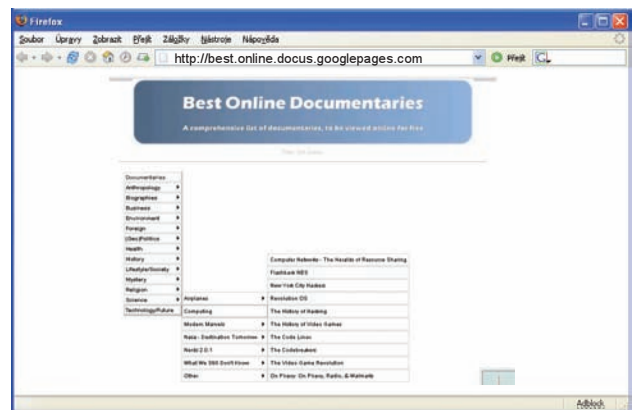 Firefox
Soubor Úpravy Zobrazit Přejít Záložky Nástroje Nápověda
http://best.online.docus.googlepages.com Přejít
Best Online Documentaries
A comprehensive list of documentaries, to be viewed online for free
Documentaries
Anthropology
Biographies
Business
Environment
Foreign
(Geo)Politics
Health
History
Lifestyle/Society
Mystery
Religion
Science
Technology/Future
Airplanes
Computing
Modern Marvels
Nasa - Destination Tomorrow
Nerds 2.0.1
What We Still Don't Know
Other
Computer Networks - The Heralds of Resource Sharing
Flashback NES
New York City Hackers
Revolution OS
The History of Hacking
The History of Video Games
The Code Linux
The Codebreakers
The Video Game Revolution
On Piracy: On Piracy, Radio, & Walmarts
Adblock